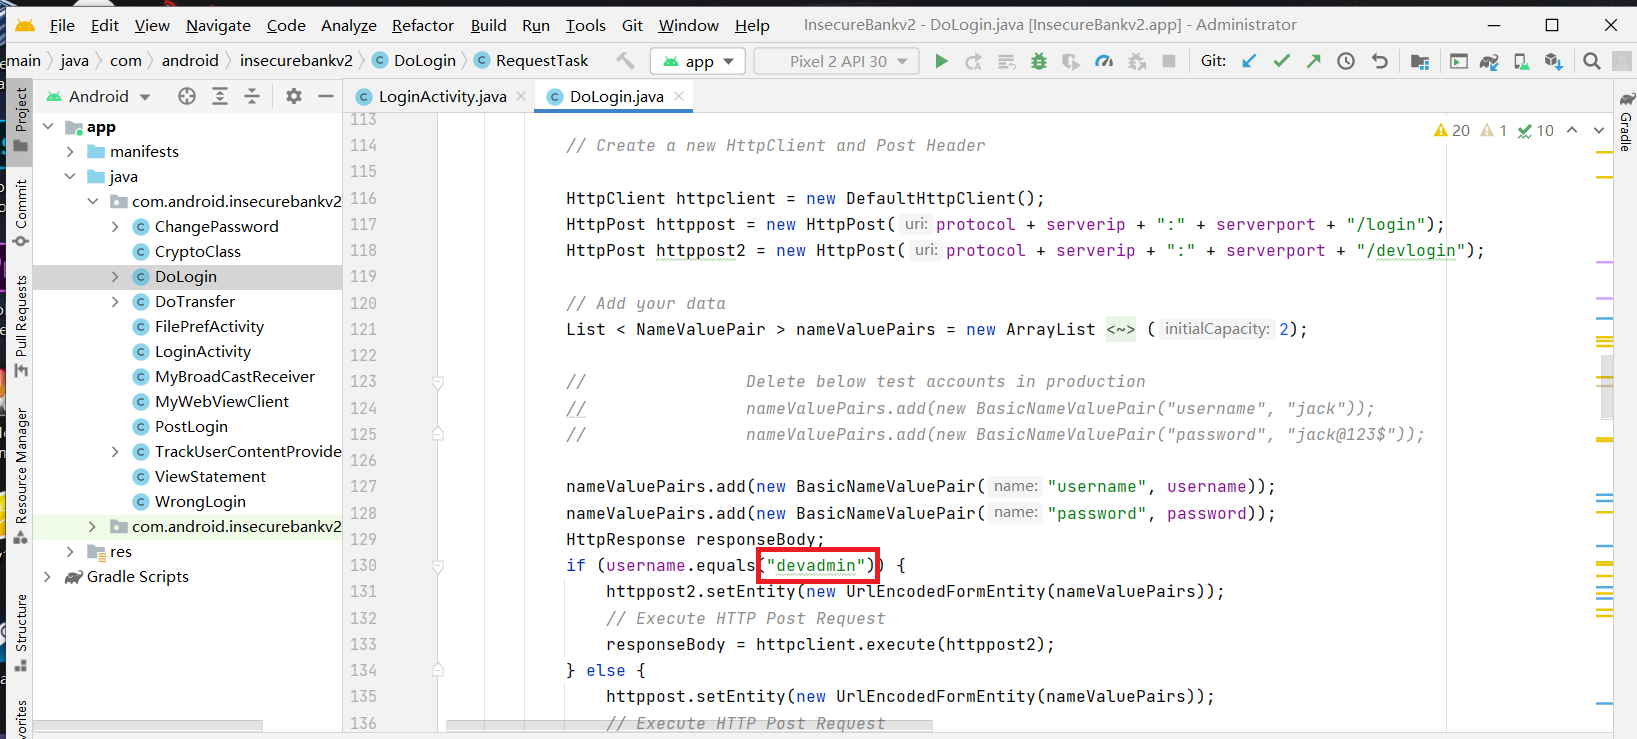 File Edit View Navigate Code Analyze Refactor Build Run Tools Git Window Help InsecureBankv2 - DoLogin.java [InsecureBankv2.app] - Administrator
main java com android insecurebankv2 DoLogin RequestTask app Pixel 2 API 30 Git:
Android
LoginActivity.java
DoLogin.java
Project
Commit
Pull Requests
Resource Manager
Structure
vorites
Gradle
app
manifests
java
com.android.insecurebankv2
ChangePassword
CryptoClass
DoLogin
DoTransfer
FilePrefActivity
LoginActivity
MyBroadCastReceiver
MyWebViewClient
PostLogin
TrackUserContentProvide
ViewStatement
WrongLogin
com.android.insecurebankv2
res
Gradle Scripts
20 1 10
113
114 // Create a new HttpClient and Post Header
115
116 HttpClient httpclient = new DefaultHttpClient();
117 HttpPost httppost = new HttpPost( uri: protocol + serverip + ":" + serverport + "/login");
118 HttpPost httppost2 = new HttpPost( uri: protocol + serverip + ":" + serverport + "/devlogin");
119
120 // Add your data
121 List < NameValuePair > nameValuePairs = new ArrayList <~> ( initialCapacity: 2);
122
123 // Delete below test accounts in production
124 // nameValuePairs.add(new BasicNameValuePair("username", "jack"));
125 // nameValuePairs.add(new BasicNameValuePair("password", "jack@123$"));
126
127 nameValuePairs.add(new BasicNameValuePair( name: "username", username));
128 nameValuePairs.add(new BasicNameValuePair( name: "password", password));
129 HttpResponse responseBody;
130 if (username.equals("devadmin")) {
131 httppost2.setEntity(new UrlEncodedFormEntity(nameValuePairs));
132 // Execute HTTP Post Request
133 responseBody = httpclient.execute(httppost2);
134 } else {
135 httppost.setEntity(new UrlEncodedFormEntity(nameValuePairs));
136 // Execute HTTP Post Request